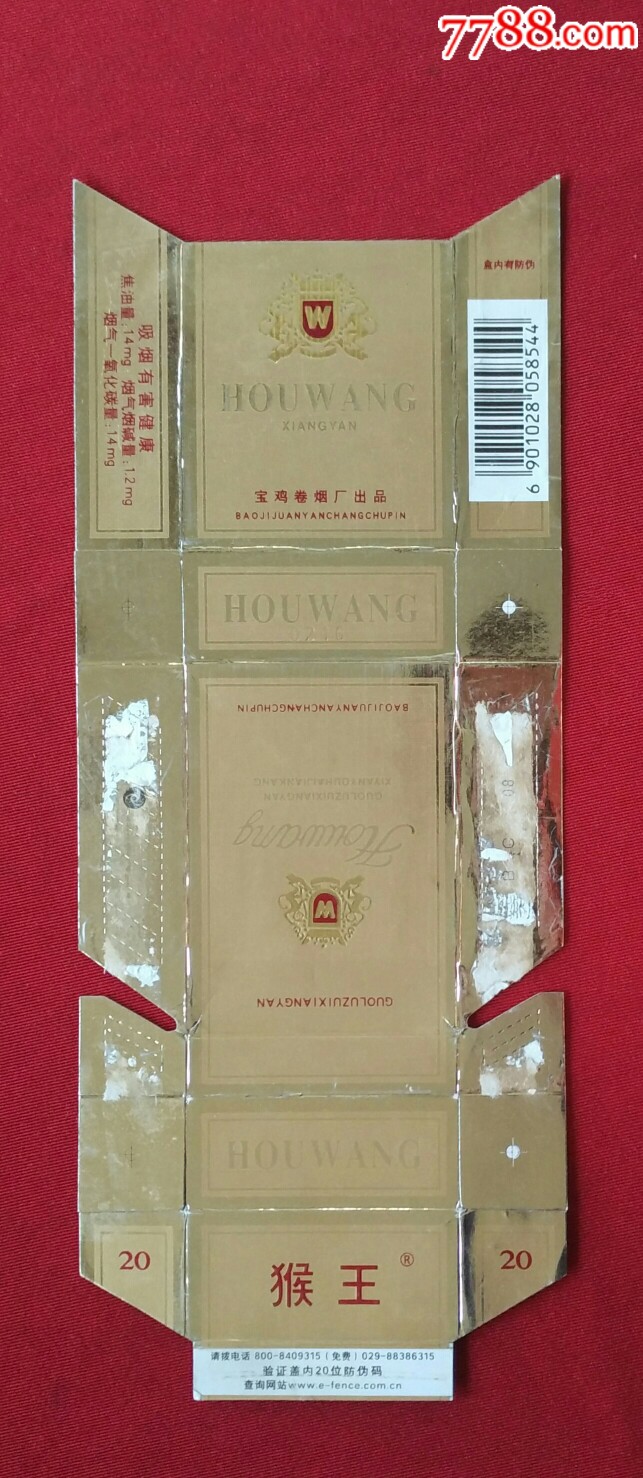 7788.com
吸烟有害健康
焦油量:14mg 烟气烟碱量:1.2mg
烟气一氧化碳量:14mg
W
HOUWANG
XIANGYAN
宝鸡卷烟厂出品
BAOJIJUANYANCHANGCHUPIN
盒内有防伪
6 901028 058544
HOUWANG
BAOJIJUANYANCHANGCHUPIN
XIYANKOUHALIANKANG
GUOLUZUIXIANGYAN
Houwang
W
GUOLUZUIXIANGYAN
08
HOUWANG
20
猴王®
20
请拨电话 800-8409315(免费)029-88386315
验证盖内20位防伪码
查询网站www.e-fence.com.cn